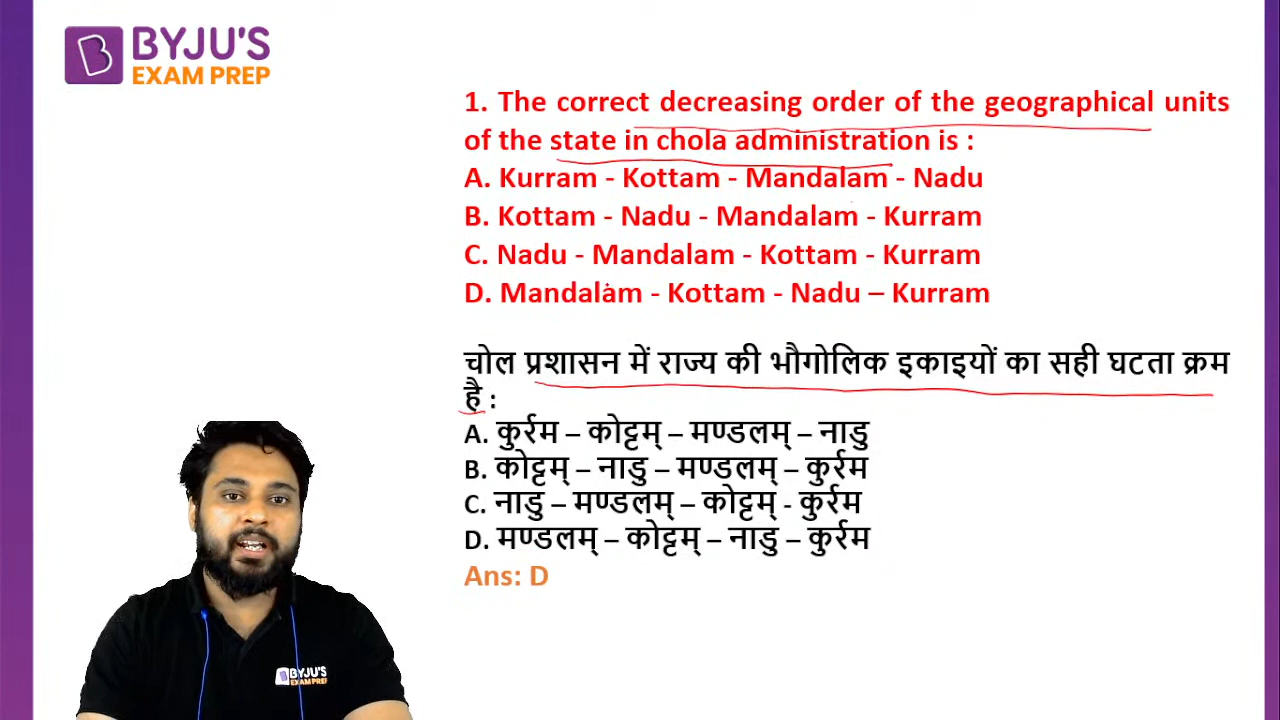 BYJU'S
EXAM PREP
1. The correct decreasing order of the geographical units
of the state in chola administration is :
A. Kurram - Kottam - Mandalam - Nadu
B. Kottam - Nadu - Mandalam - Kurram
C. Nadu - Mandalam - Kottam - Kurram
D. Mandalam - Kottam - Nadu – Kurram
चोल प्रशासन में राज्य की भौगोलिक इकाइयों का सही घटता क्रम
है :
A. कुर्रम – कोट्टम् – मण्डलम् – नाडु
B. कोट्टम् – नाडु – मण्डलम् – कुर्रम
C. नाडु – मण्डलम् – कोट्टम् - कुर्रम
D. मण्डलम् – कोट्टम् – नाडु – कुर्रम
Ans: D
BYJU'S
EXAM PREP